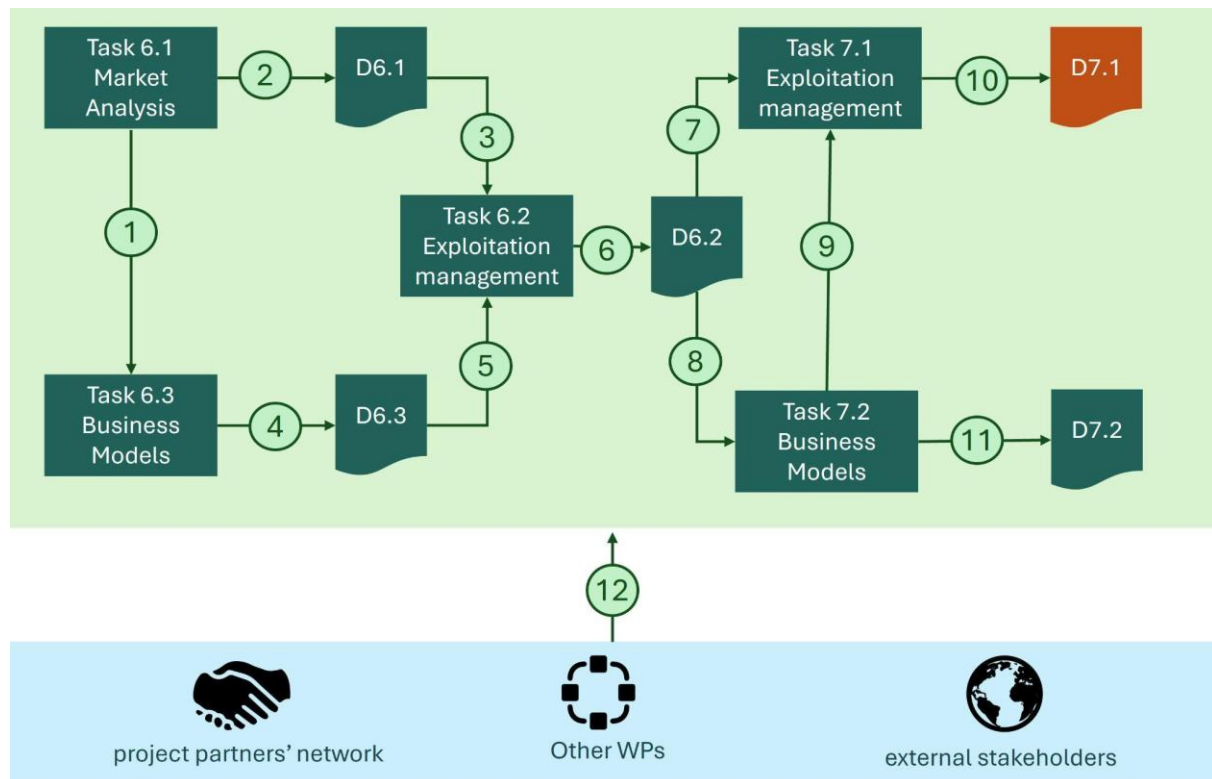 Task 6.1
Market
Analysis
2
D6.1
3
1
Task 6.2
Exploitation
management
6
D6.2
5
Task 6.3
Business
Models
4
D6.3
7
Task 7.1
Exploitation
management
10
D7.1
9
8
Task 7.2
Business
Models
11
D7.2
12
project partners' network
Other WPs
external stakeholders